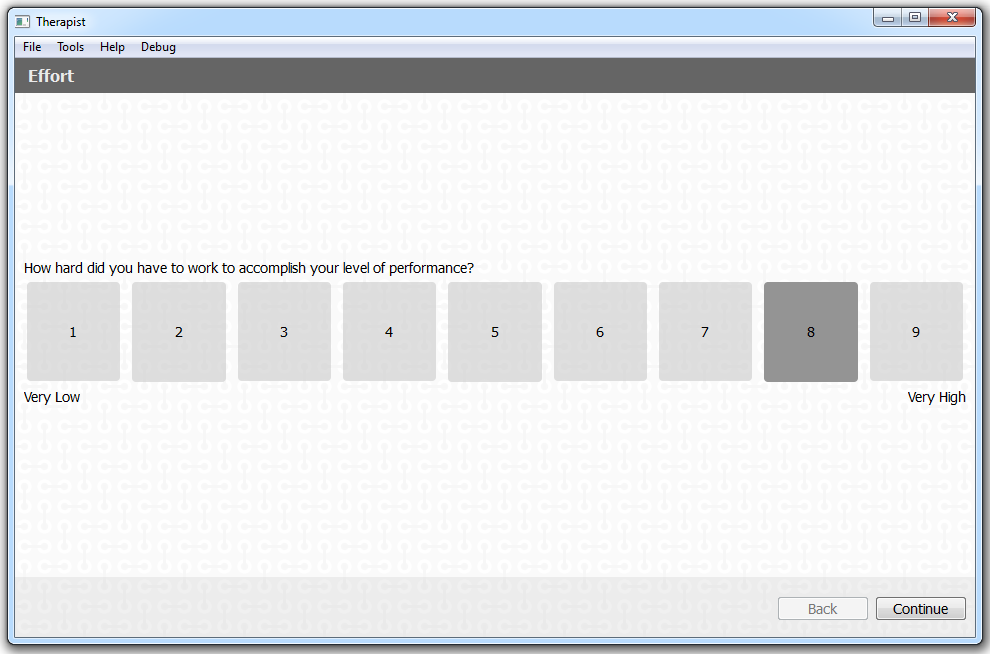 Therapist
File Tools Help Debug
Effort
How hard did you have to work to accomplish your level of performance?
1 2 3 4 5 6 7 8 9
Very Low Very High
Back Continue